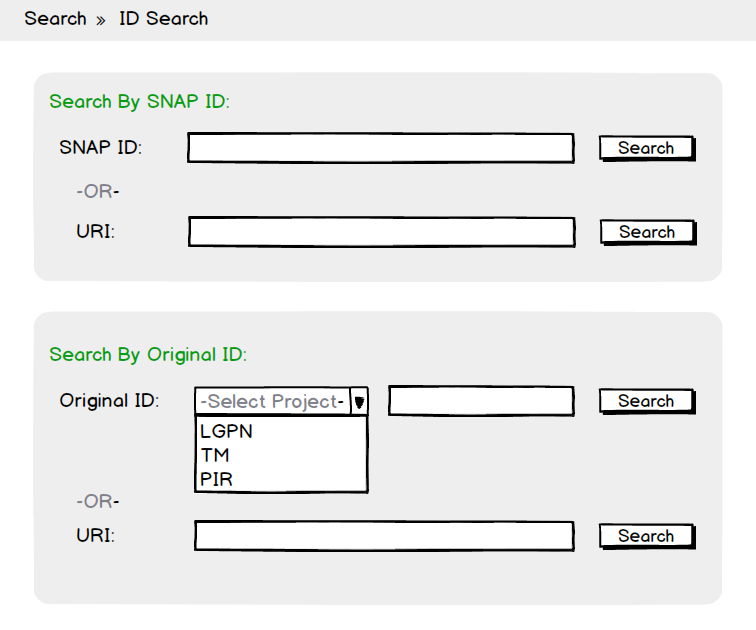 Search » ID Search
Search By SNAP ID:
SNAP ID: Search
-OR-
URI: Search
Search By Original ID:
Original ID: -Select Project- Search
LGPN
TM
PIR
-OR-
URI: Search